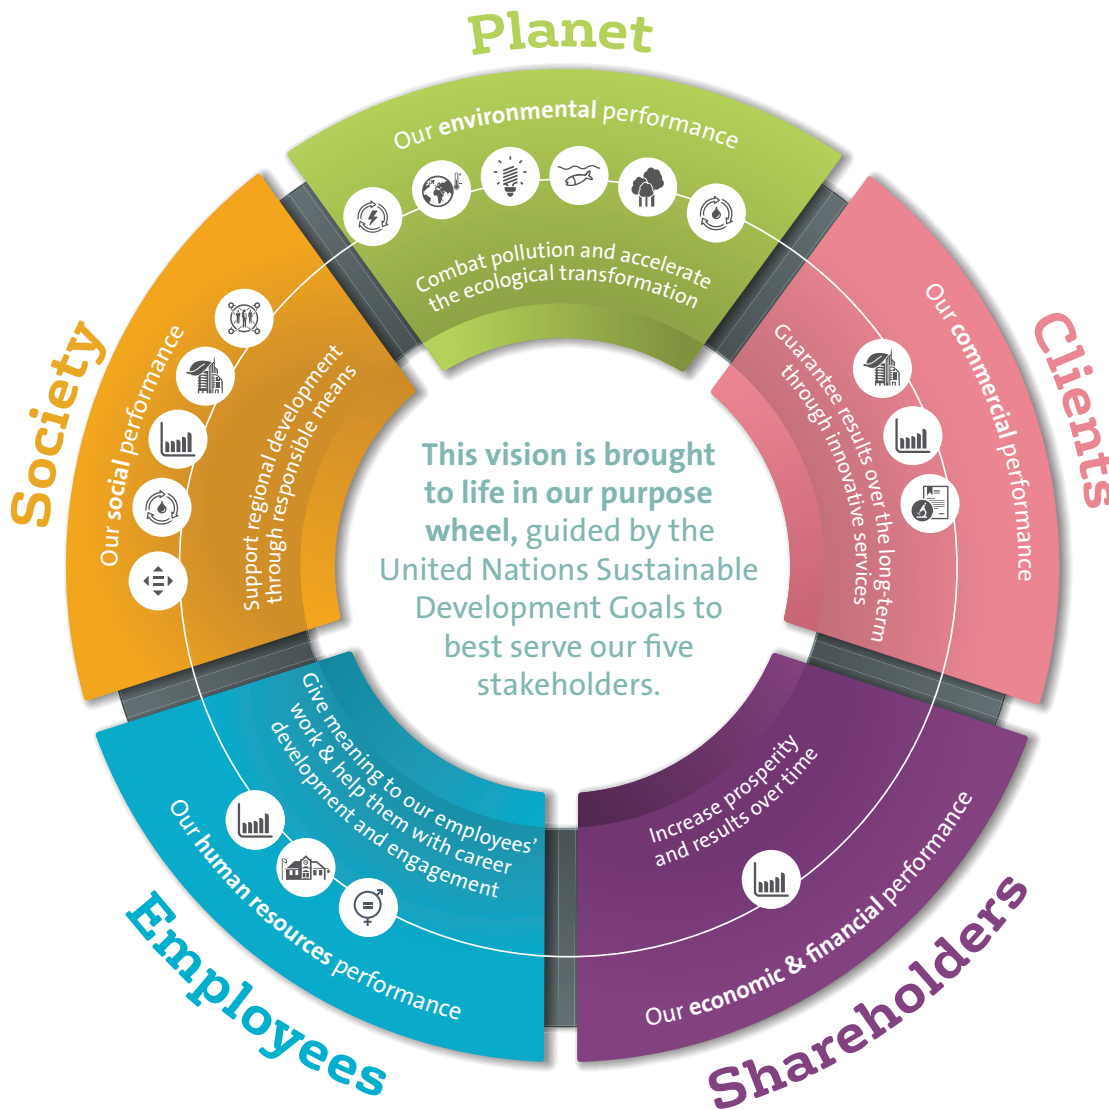 Planet
Our environmental performance
Combat pollution and accelerate
the ecological transformation
Clients
Our commercial performance
Guarantee results over the long-term
through innovative services
Shareholders
Increase prosperity
and results over time
Our economic & financial performance
Employees
Give meaning to our employees'
work & help them with career
development and engagement
Our human resources performance
Society
Our social performance
Support regional development
through responsible means
This vision is brought
to life in our purpose
wheel, guided by the
United Nations Sustainable
Development Goals to
best serve our five
stakeholders.